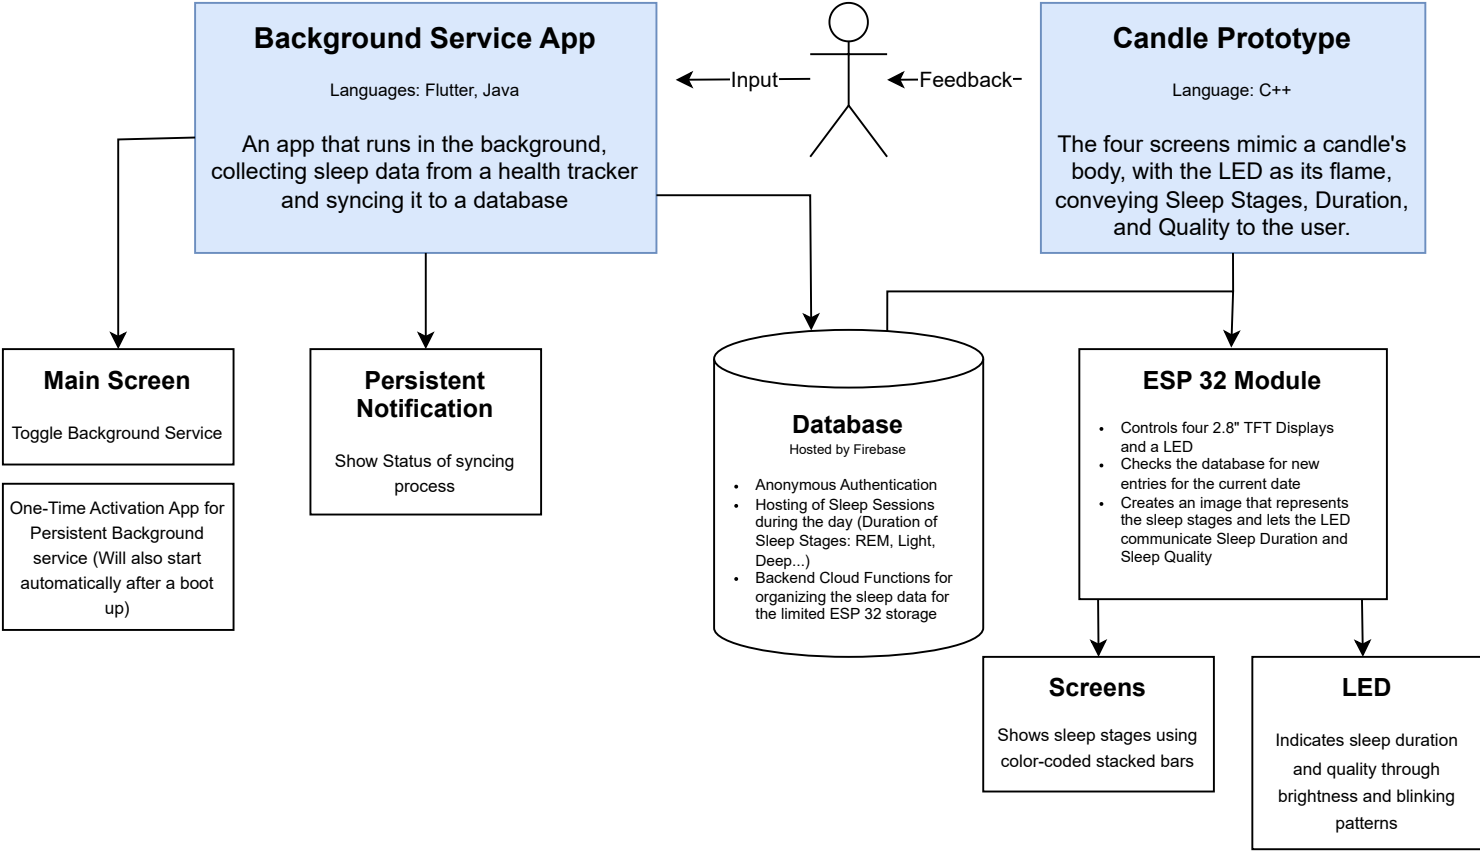 Background Service App
Languages: Flutter, Java
An app that runs in the background,
collecting sleep data from a health tracker
and syncing it to a database
Input
Feedback
Candle Prototype
Language: C++
The four screens mimic a candle's
body, with the LED as its flame,
conveying Sleep Stages, Duration,
and Quality to the user.
Main Screen
Toggle Background Service
One-Time Activation App for
Persistent Background
service (Will also start
automatically after a boot
up)
Persistent
Notification
Show Status of syncing
process
Database
Hosted by Firebase
• Anonymous Authentication
• Hosting of Sleep Sessions
during the day (Duration of
Sleep Stages: REM, Light,
Deep...)
• Backend Cloud Functions for
organizing the sleep data for
the limited ESP 32 storage
ESP 32 Module
• Controls four 2.8" TFT Displays
and a LED
• Checks the database for new
entries for the current date
• Creates an image that represents
the sleep stages and lets the LED
communicate Sleep Duration and
Sleep Quality
Screens
Shows sleep stages using
color-coded stacked bars
LED
Indicates sleep duration
and quality through
brightness and blinking
patterns